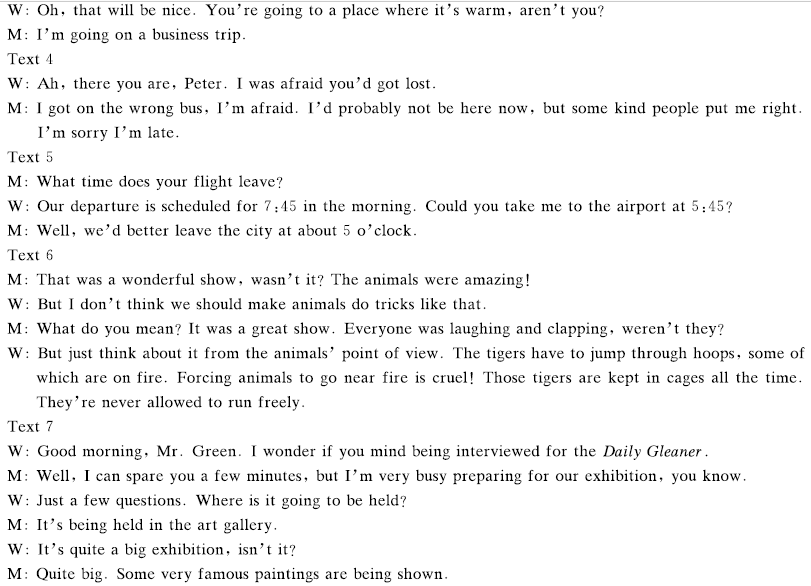 W: Oh, that will be nice. You're going to a place where it's warm, aren't you?
M: I'm going on a business trip.
Text 4
W: Ah, there you are, Peter. I was afraid you'd got lost.
M: I got on the wrong bus, I'm afraid. I'd probably not be here now, but some kind people put me right.
I'm sorry I'm late.
Text 5
M: What time does your flight leave?
W: Our departure is scheduled for 7:45 in the morning. Could you take me to the airport at 5:45?
M: Well, we'd better leave the city at about 5 o'clock.
Text 6
M: That was a wonderful show, wasn't it? The animals were amazing!
W: But I don't think we should make animals do tricks like that.
M: What do you mean? It was a great show. Everyone was laughing and clapping, weren't they?
W: But just think about it from the animals' point of view. The tigers have to jump through hoops, some of
which are on fire. Forcing animals to go near fire is cruel! Those tigers are kept in cages all the time.
They're never allowed to run freely.
Text 7
W: Good morning, Mr. Green. I wonder if you mind being interviewed for the Daily Gleaner.
M: Well, I can spare you a few minutes, but I'm very busy preparing for our exhibition, you know.
W: Just a few questions. Where is it going to be held?
M: It's being held in the art gallery.
W: It's quite a big exhibition, isn't it?
M: Quite big. Some very famous paintings are being shown.